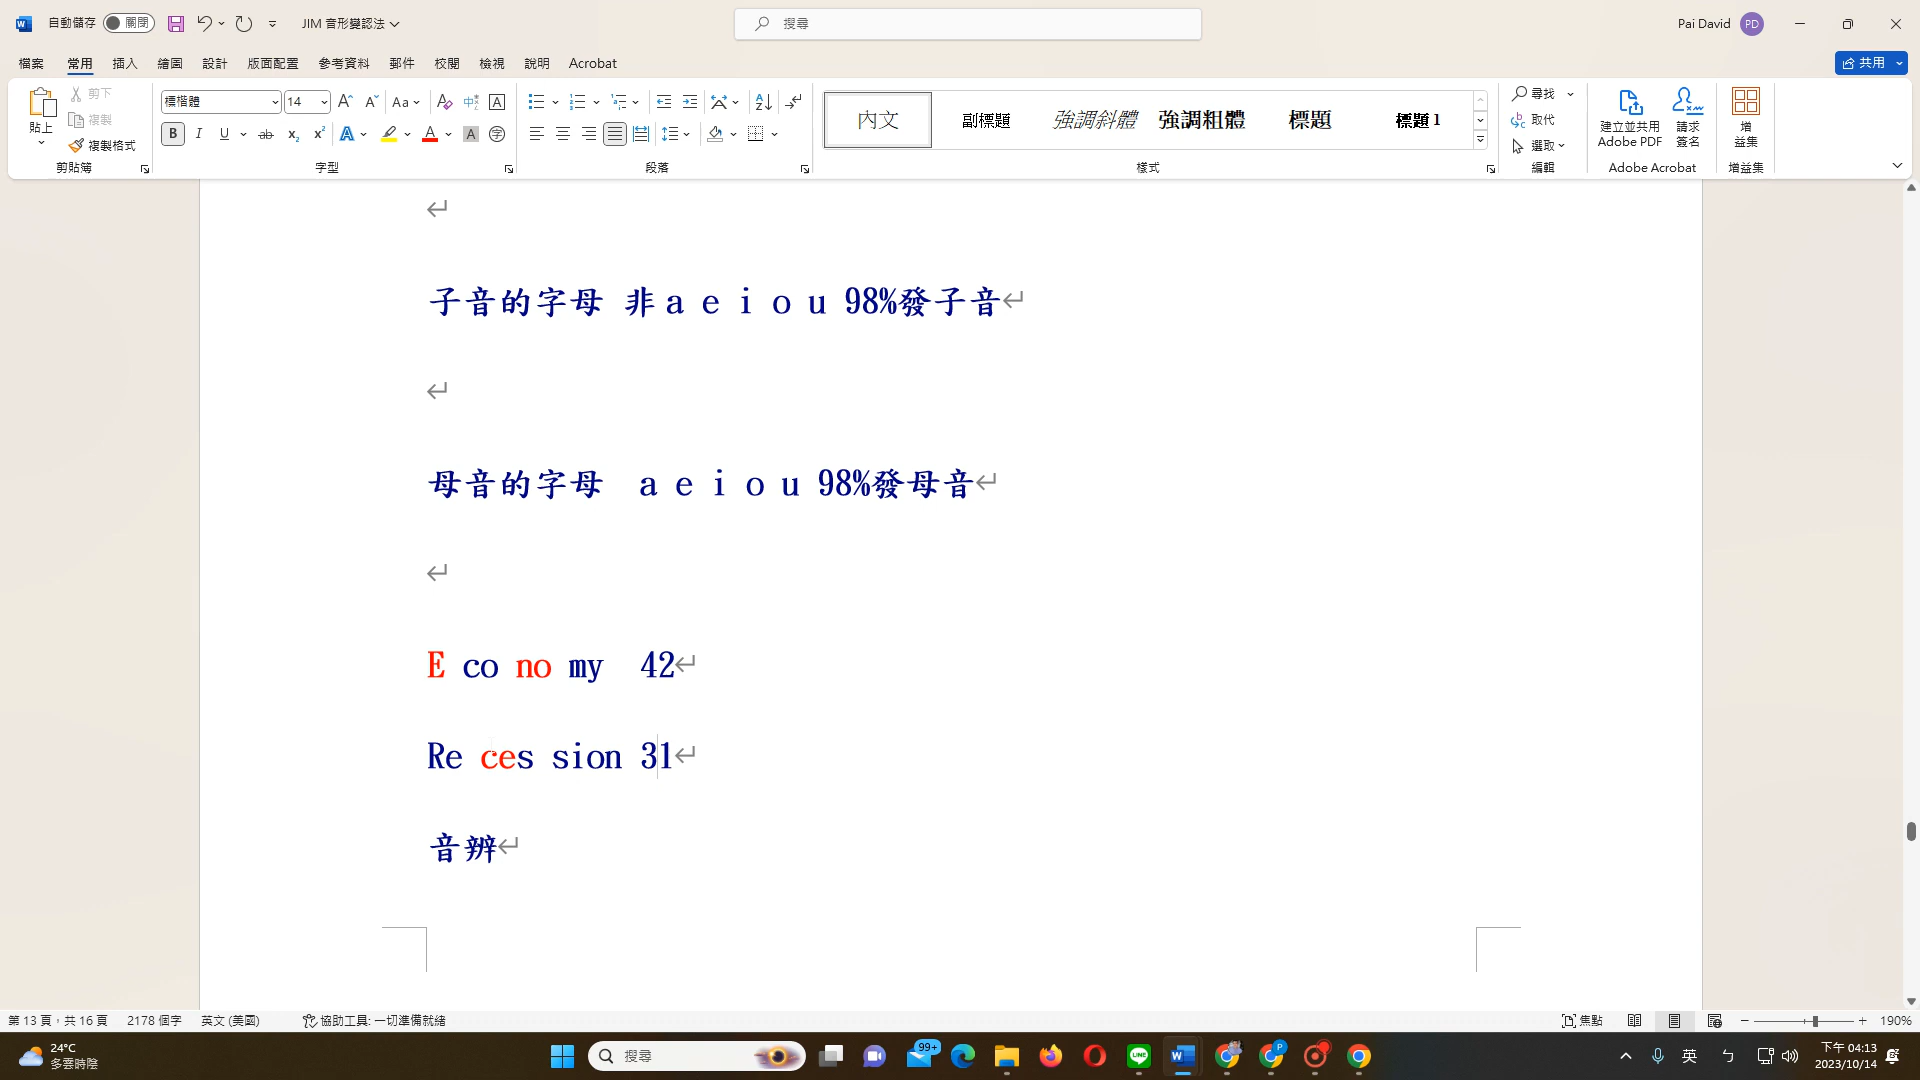 自動儲存 關閉 JIM 音形變認法 搜尋 Pai David PD
檔案 常用 插入 繪圖 設計 版面配置 參考資料 郵件 校閱 檢視 說明 Acrobat 共用
貼上 剪下 複製 複製格式 剪貼簿
標楷體 14 字型
段落
內文 副標題 強調斜體 強調粗體 標題 標題 1 樣式
尋找 取代 選取 編輯
建立並共用 Adobe PDF 請求 簽名 Adobe Acrobat
增 益集 增益集
子音的字母 非 a e i o u 98%發子音
母音的字母 a e i o u 98%發母音
E co no my 42
Re ces sion 31
音辨
第 13 頁，共 16 頁 2178 個字 英文 (美國) 協助工具: 一切準備就緒 焦點 190%
24°C
多雲時陰
搜尋 99+ 英 下午 04:13
2023/10/14